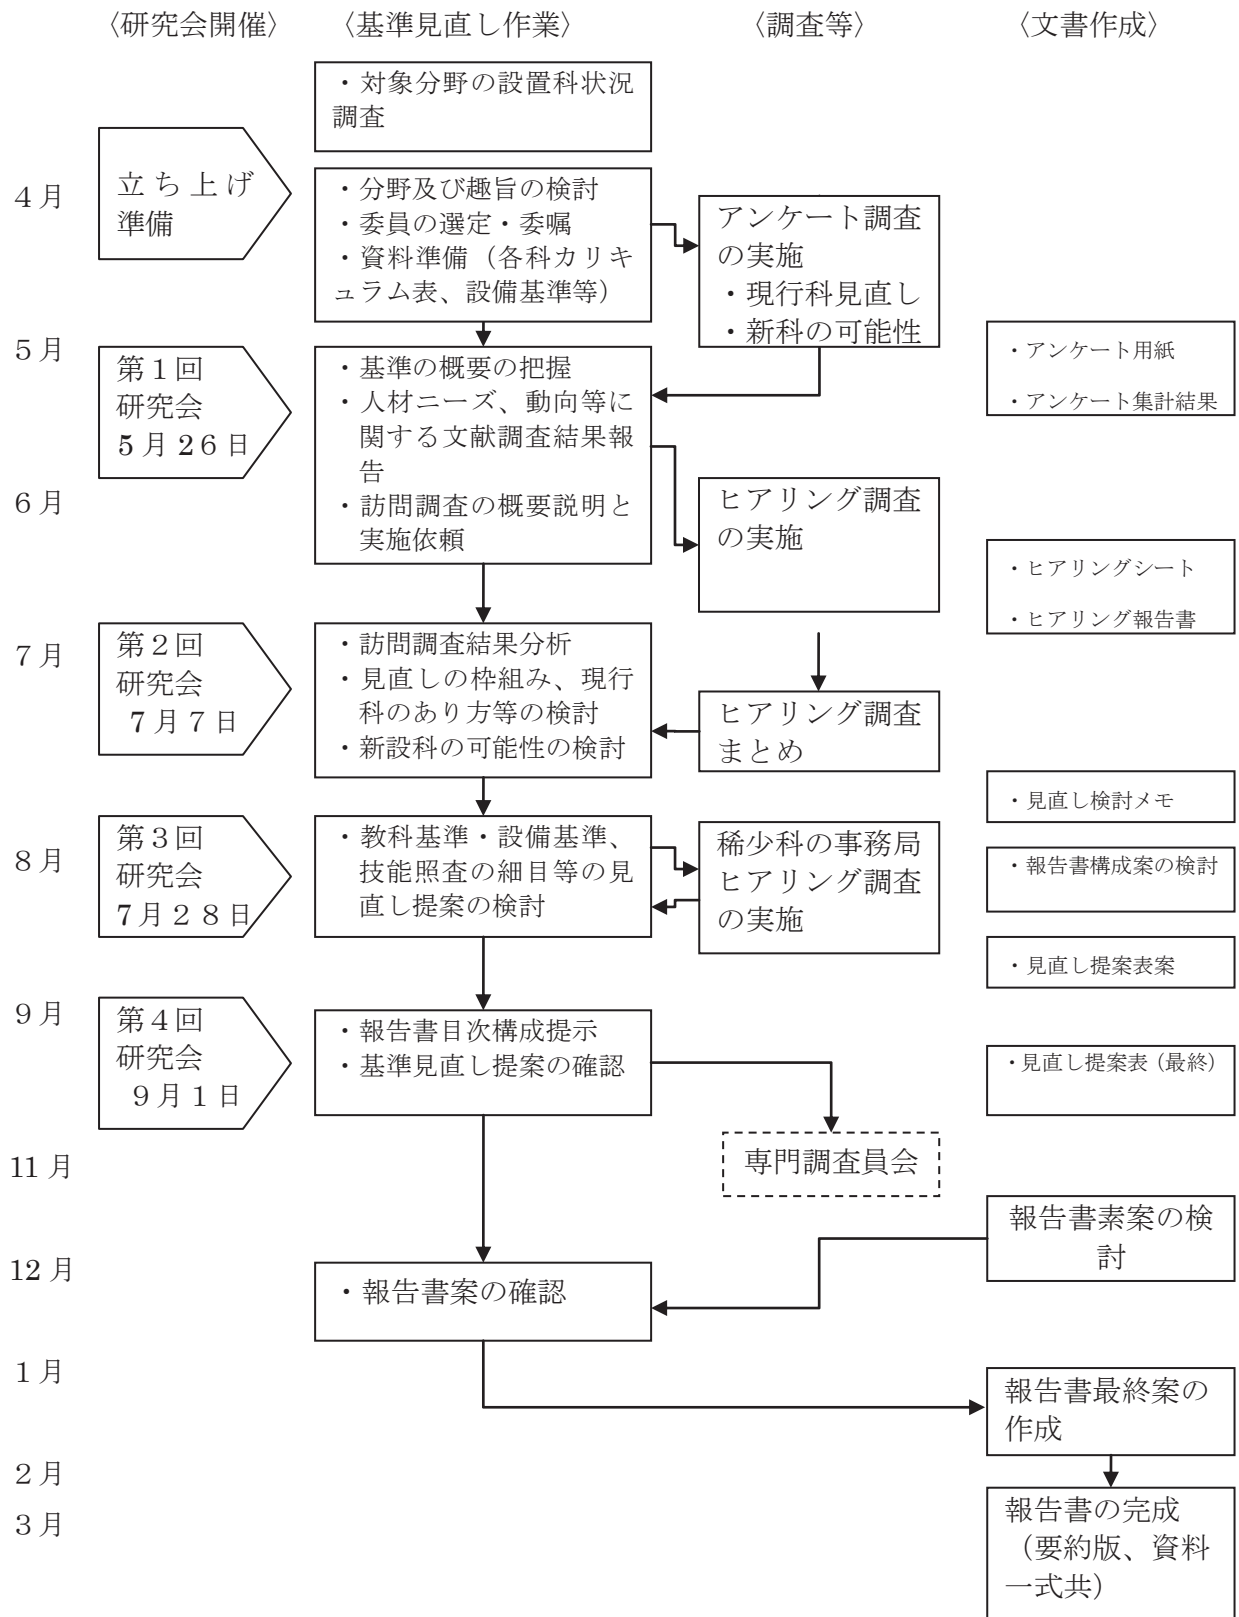 〈研究会開催〉
〈基準見直し作業〉
〈調査等〉
〈文書作成〉
・対象分野の設置科状況
調査
4月
立ち上げ
準備
・分野及び趣旨の検討
・委員の選定・委嘱
・資料準備（各科カリキ
ュラム表、設備基準等）
アンケート調査
の実施
・現行科見直し
・新科の可能性
5月
第1回
研究会
5月26日
・基準の概要の把握
・人材ニーズ、動向等に
関する文献調査結果報
告
・訪問調査の概要説明と
実施依頼
・アンケート用紙
・アンケート集計結果
6月
ヒアリング調査
の実施
・ヒアリングシート
・ヒアリング報告書
7月
第2回
研究会
7月7日
・訪問調査結果分析
・見直しの枠組み、現行
科のあり方等の検討
・新設科の可能性の検討
ヒアリング調査
まとめ
・見直し検討メモ
8月
第3回
研究会
7月28日
・教科基準・設備基準、
技能照査の細目等の見
直し提案の検討
稀少科の事務局
ヒアリング調査
の実施
・報告書構成案の検討
・見直し提案表案
9月
第4回
研究会
9月1日
・報告書目次構成提示
・基準見直し提案の確認
・見直し提案表（最終）
11月
専門調査員会
報告書素案の検
討
12月
・報告書案の確認
1月
報告書最終案の
作成
2月
3月
報告書の完成
（要約版、資料
一式共）